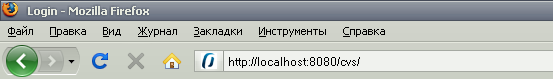 Login - Mozilla Firefox
Файл Правка Вид Журнал Закладки Инструменты Справка
http://localhost:8080/cvs/